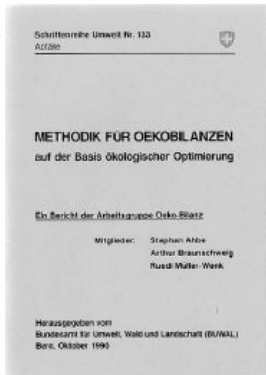 Schriftenreihe Umwelt Nr. 133
Abfälle
METHODIK FÜR OEKOBILANZEN
auf der Basis ökologischer Optimierung
Ein Bericht der Arbeitsgruppe Oeko-Bilanz
Mitglieder: Stephan Ahbe
Arthur Braunschweig
Ruedi Müller-Wenk
Herausgegeben vom
Bundesamt für Umwelt, Wald und Landschaft (BUWAL)
Bern, Oktober 1990